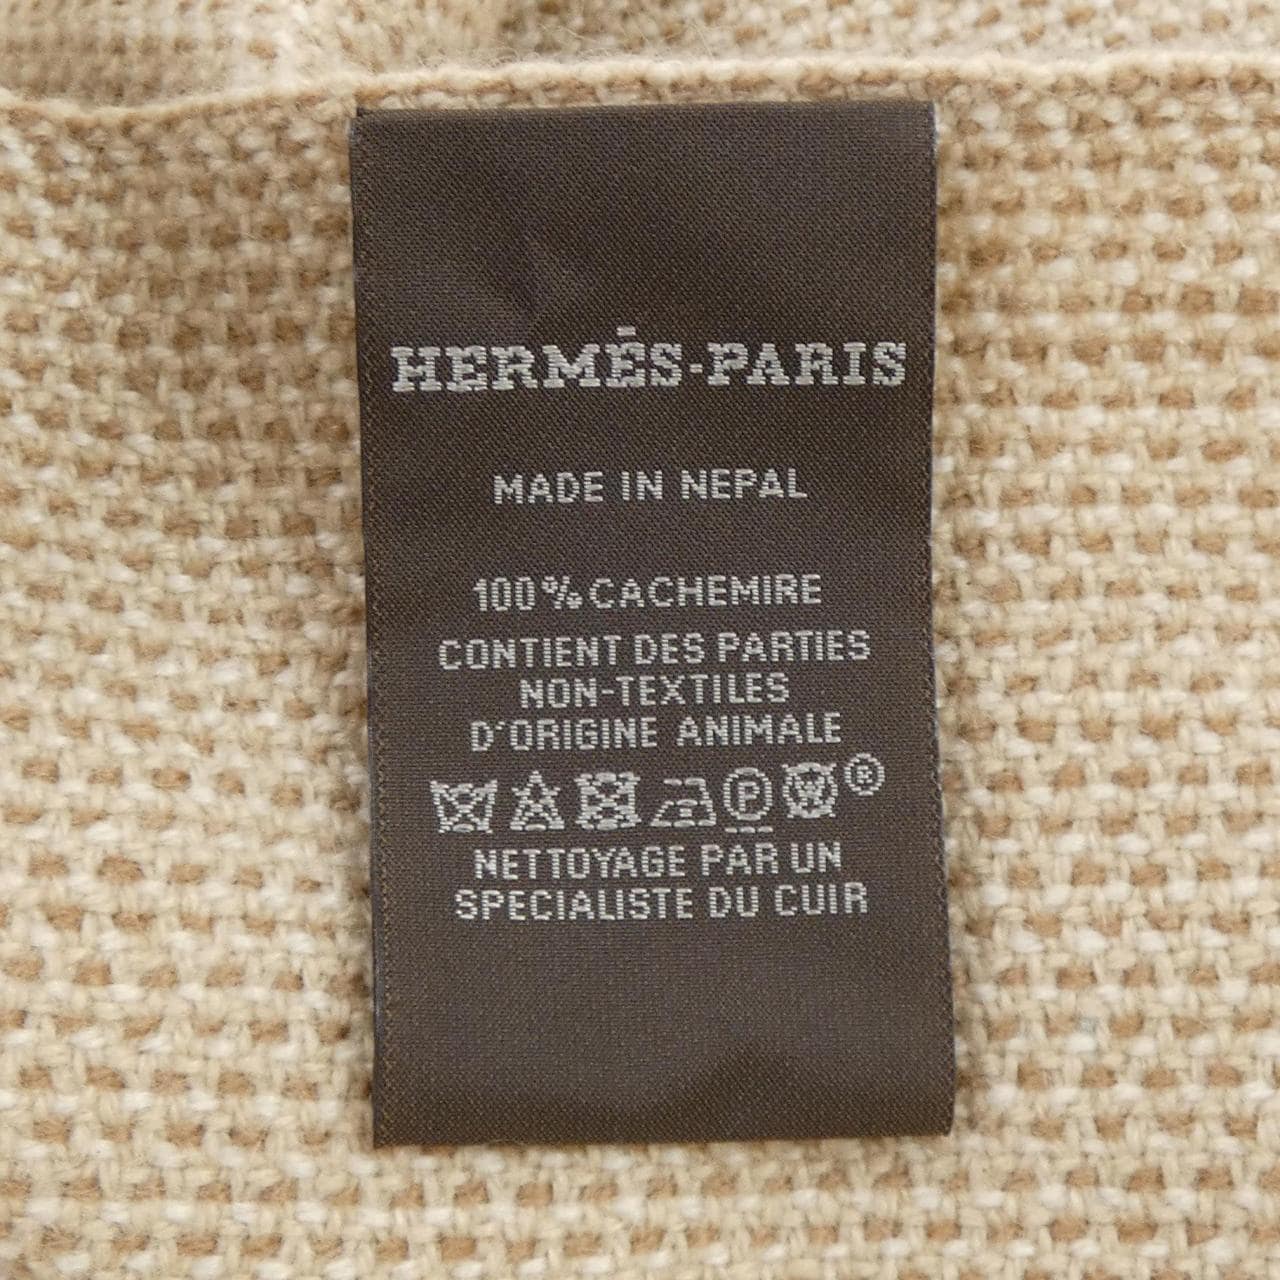 HERMÈS-PARIS
MADE IN NEPAL
100% CACHEMIRE
CONTIENT DES PARTIES
NON-TEXTILES
D'ORIGINE ANIMALE
P W ®
NETTOYAGE PAR UN
SPECIALISTE DU CUIR